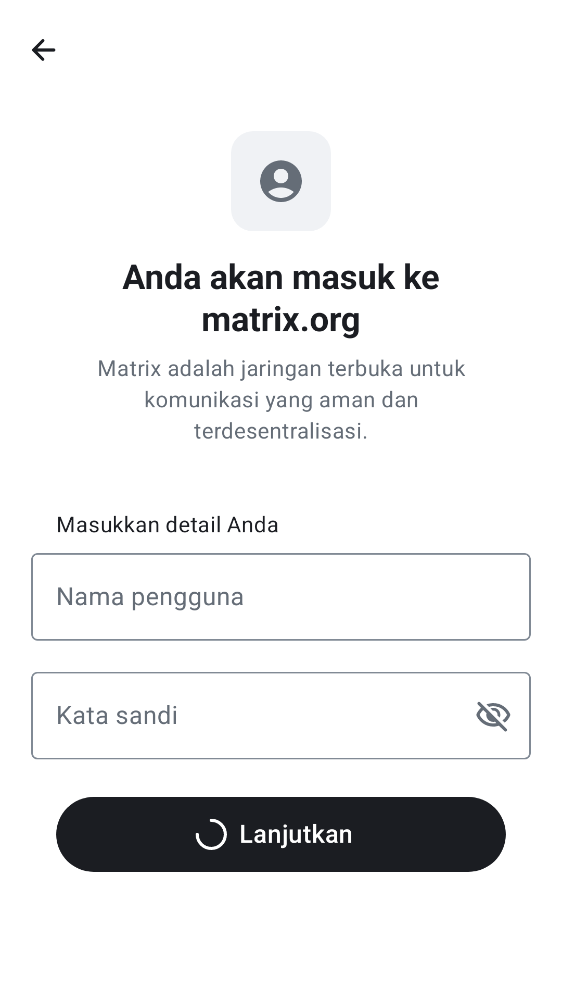 Anda akan masuk ke
matrix.org
Matrix adalah jaringan terbuka untuk
komunikasi yang aman dan
terdesentralisasi.
Masukkan detail Anda
Nama pengguna
Kata sandi
Lanjutkan